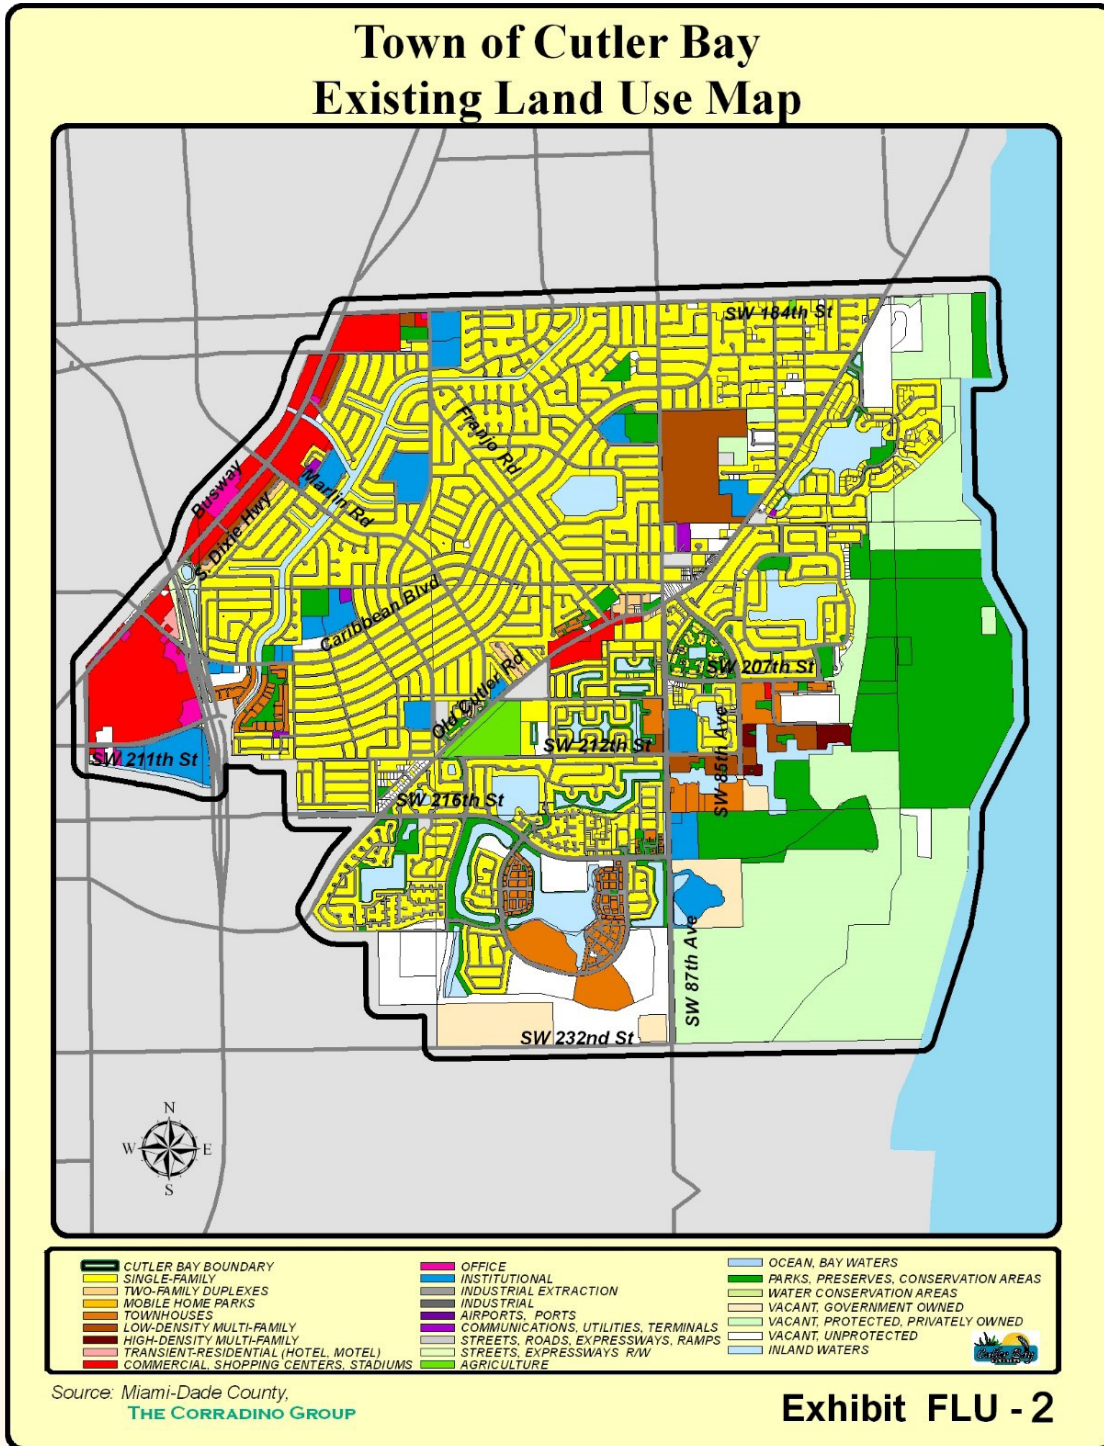 Town of Cutler Bay
Existing Land Use Map
SW 184th St
Franjo Rd
Busway
Marlin Rd
S. Dixie Hwy
Caribbean Blvd
SW 207th St
Old Cutler Rd
SW 212th St
SW 211th St
SW 85th Ave
SW 216th St
SW 87th Ave
SW 232nd St
N
W E
S
CUTLER BAY BOUNDARY
SINGLE-FAMILY
TWO-FAMILY DUPLEXES
MOBILE HOME PARKS
TOWNHOUSES
LOW-DENSITY MULTI-FAMILY
HIGH-DENSITY MULTI-FAMILY
TRANSIENT-RESIDENTIAL (HOTEL, MOTEL)
COMMERCIAL, SHOPPING CENTERS, STADIUMS
OFFICE
INSTITUTIONAL
INDUSTRIAL EXTRACTION
INDUSTRIAL
AIRPORTS, PORTS
COMMUNICATIONS, UTILITIES, TERMINALS
STREETS, ROADS, EXPRESSWAYS, RAMPS
STREETS, EXPRESSWAYS R/W
AGRICULTURE
OCEAN, BAY WATERS
PARKS, PRESERVES, CONSERVATION AREAS
WATER CONSERVATION AREAS
VACANT, GOVERNMENT OWNED
VACANT, PROTECTED, PRIVATELY OWNED
VACANT, UNPROTECTED
INLAND WATERS
Cutler Bay
Source: Miami-Dade County,
THE CORRADINO GROUP
Exhibit FLU - 2